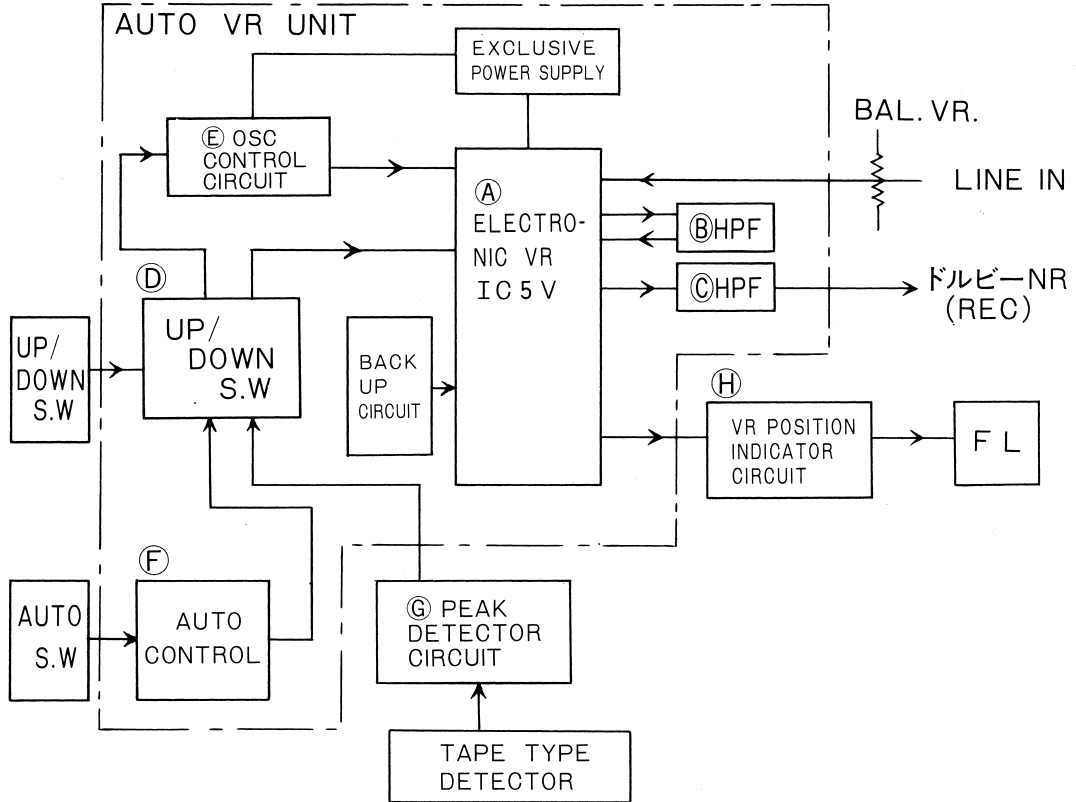 AUTO VR UNIT
EXCLUSIVE
POWER SUPPLY
Ⓔ OSC
CONTROL
CIRCUIT
BAL. VR.
LINE IN
Ⓐ
ELECTRO-
NIC VR
IC5V
ⒷHPF
ⒸHPF
ドルビーNR
(REC)
Ⓓ
UP/
DOWN
S.W
UP/
DOWN
S.W
BACK
UP
CIRCUIT
Ⓗ
VR POSITION
INDICATOR
CIRCUIT
FL
Ⓕ
AUTO
S.W
AUTO
CONTROL
Ⓖ PEAK
DETECTOR
CIRCUIT
TAPE TYPE
DETECTOR